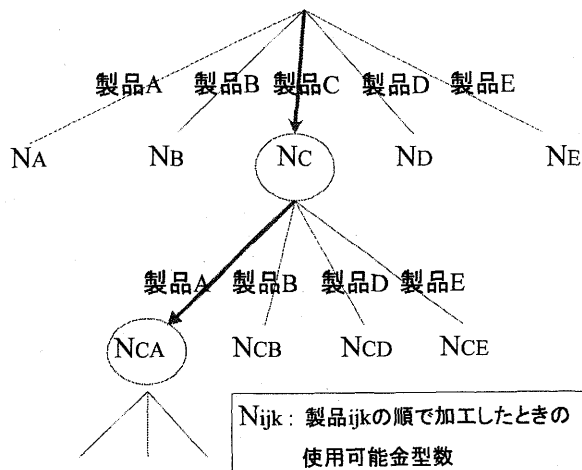 製品A 製品B 製品C 製品D 製品E
NA NB NC ND NE
製品A 製品B 製品D 製品E
NCA NCB NCD NCE
Nijk : 製品ijkの順で加工したときの
使用可能金型数